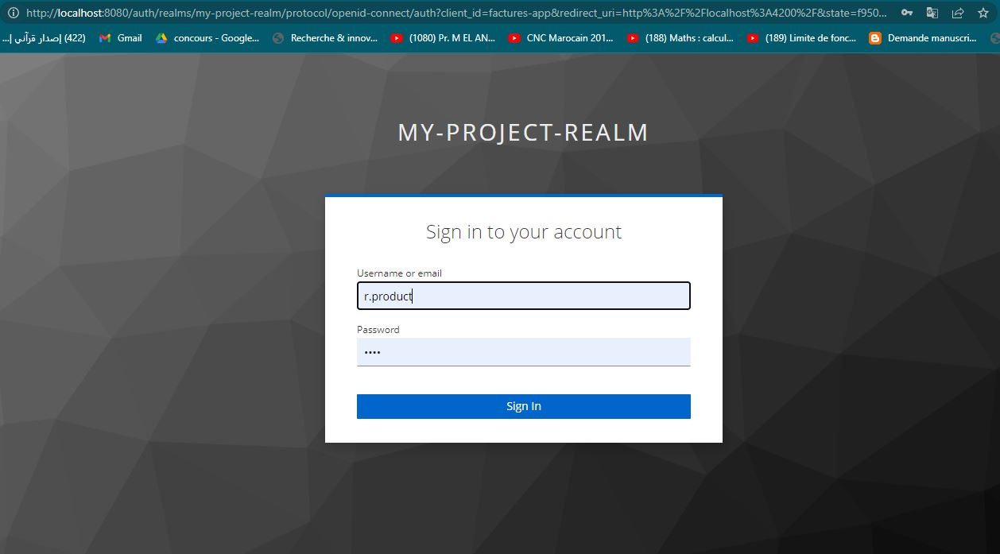 http://localhost:8080/auth/realms/my-project-realm/protocol/openid-connect/auth?client_id=factures-app&redirect_uri=http%3A%2F%2Flocalhost%3A4200%2F&state=f950...
(422) إصدار قرآني إ... Gmail concours - Google... Recherche & innov... (1080) Pr. M EL AN... CNC Marocain 201... (188) Maths : calcul... (189) Limite de fonc... Demande manuscri...
MY-PROJECT-REALM
Sign in to your account
Username or email
r.product
Password
••••
Sign In